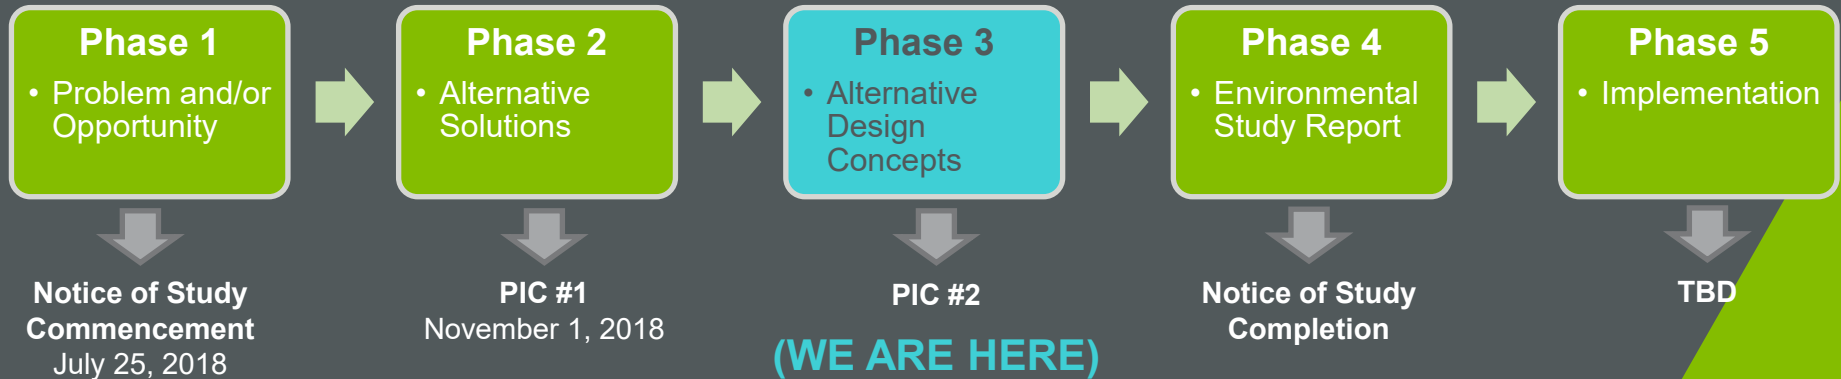 Phase 1
• Problem and/or
Opportunity
Phase 2
• Alternative
Solutions
Phase 3
• Alternative
Design
Concepts
Phase 4
• Environmental
Study Report
Phase 5
• Implementation
Notice of Study
Commencement
July 25, 2018
PIC #1
November 1, 2018
PIC #2
(WE ARE HERE)
Notice of Study
Completion
TBD